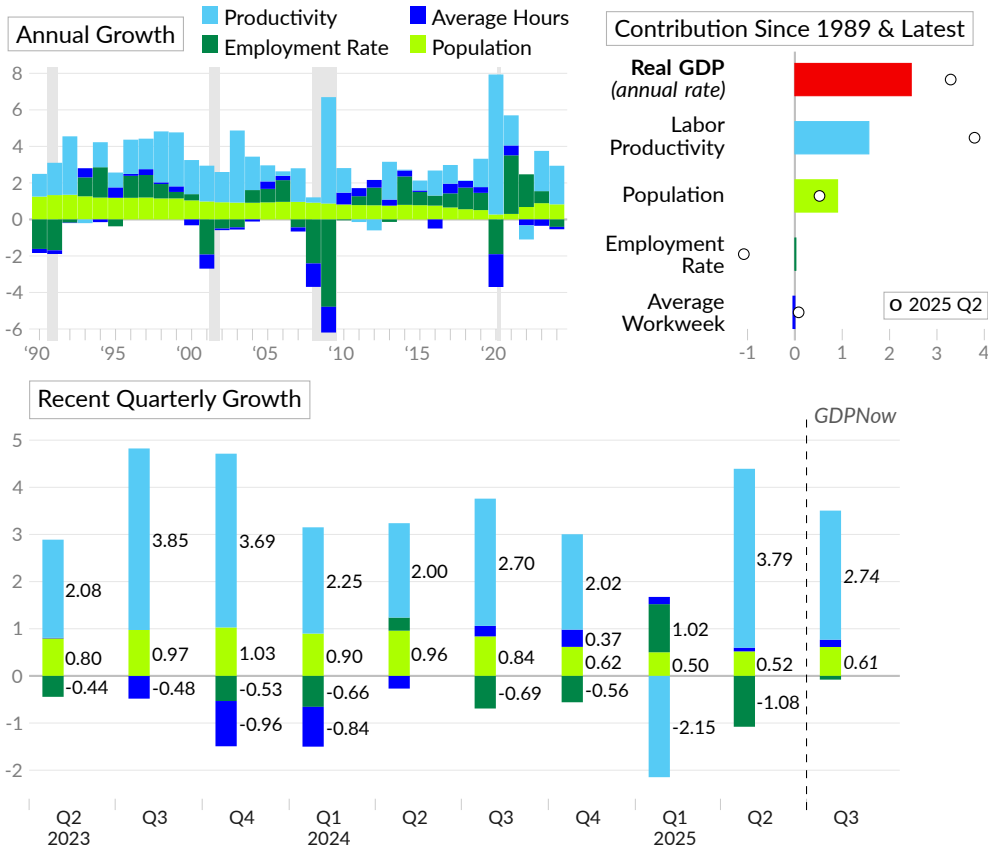 Annual Growth
Productivity
Average Hours
Employment Rate
Population
8
6
4
2
0
-2
-4
-6
'90
'95
'00
'05
'10
'15
'20
Contribution Since 1989 & Latest
Real GDP
(annual rate)
Labor
Productivity
Population
Employment
Rate
Average
Workweek
2025 Q2
-1
0
1
2
3
4
Recent Quarterly Growth
GDPNow
5
4
3
2
1
0
-1
-2
2.08
0.80
-0.44
3.85
0.97
-0.48
3.69
1.03
-0.53
-0.96
2.25
0.90
-0.66
-0.84
2.00
0.96
2.70
0.84
-0.69
2.02
0.37
0.62
-0.56
1.02
0.50
-2.15
3.79
0.52
-1.08
2.74
0.61
Q2
2023
Q3
Q4
Q1
2024
Q2
Q3
Q4
Q1
2025
Q2
Q3